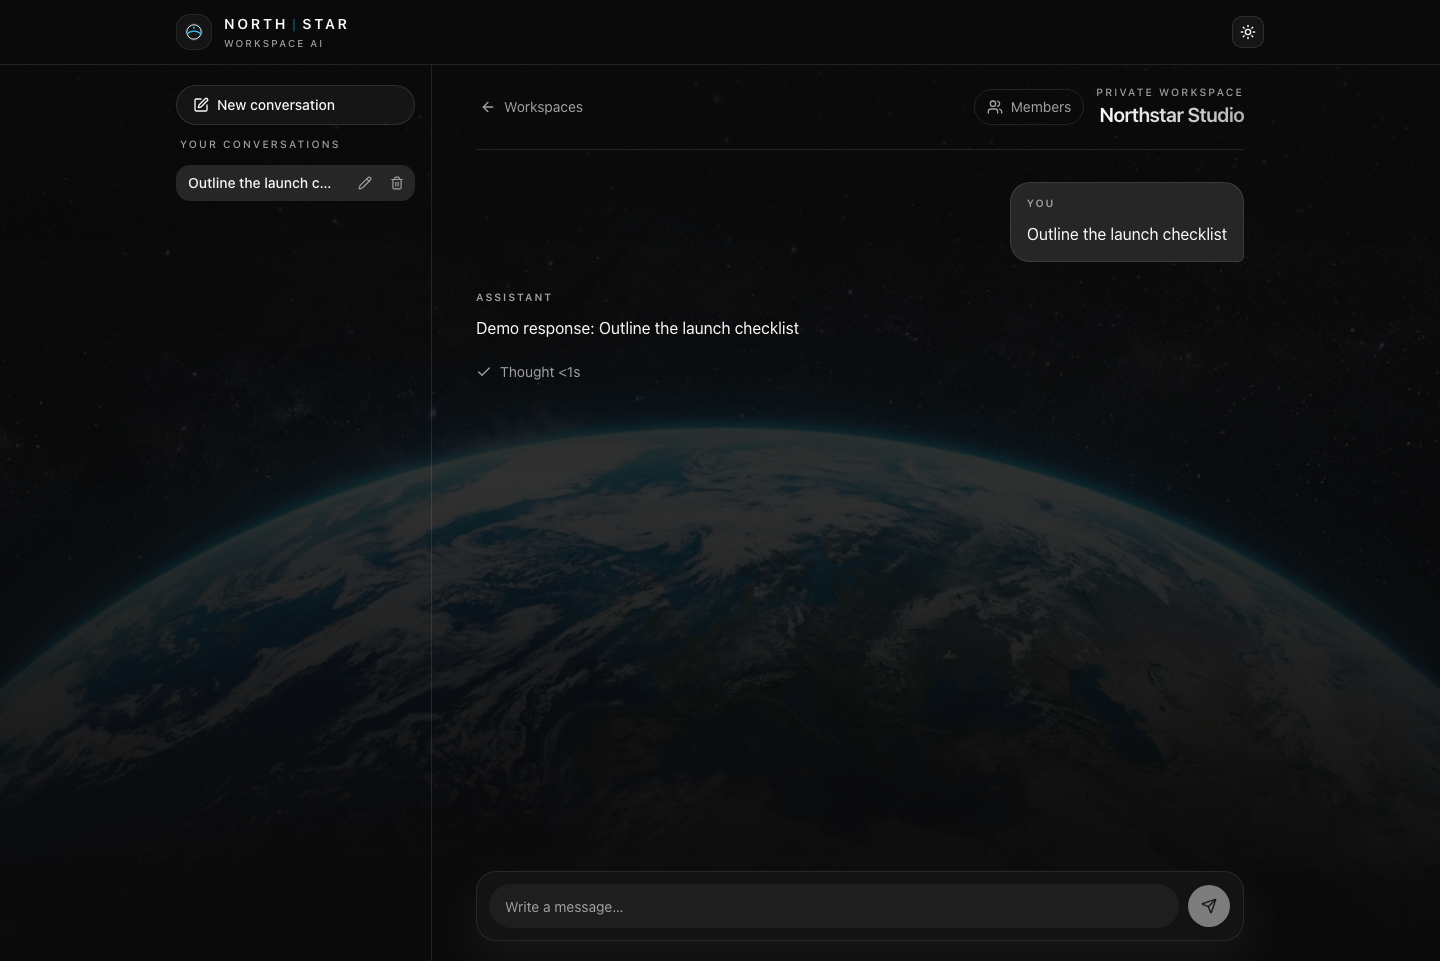 NORTH | STAR
WORKSPACE AI
New conversation
YOUR CONVERSATIONS
Outline the launch c...
Workspaces
Members
PRIVATE WORKSPACE
Northstar Studio
YOU
Outline the launch checklist
ASSISTANT
Demo response: Outline the launch checklist
Thought <1s
Write a message...